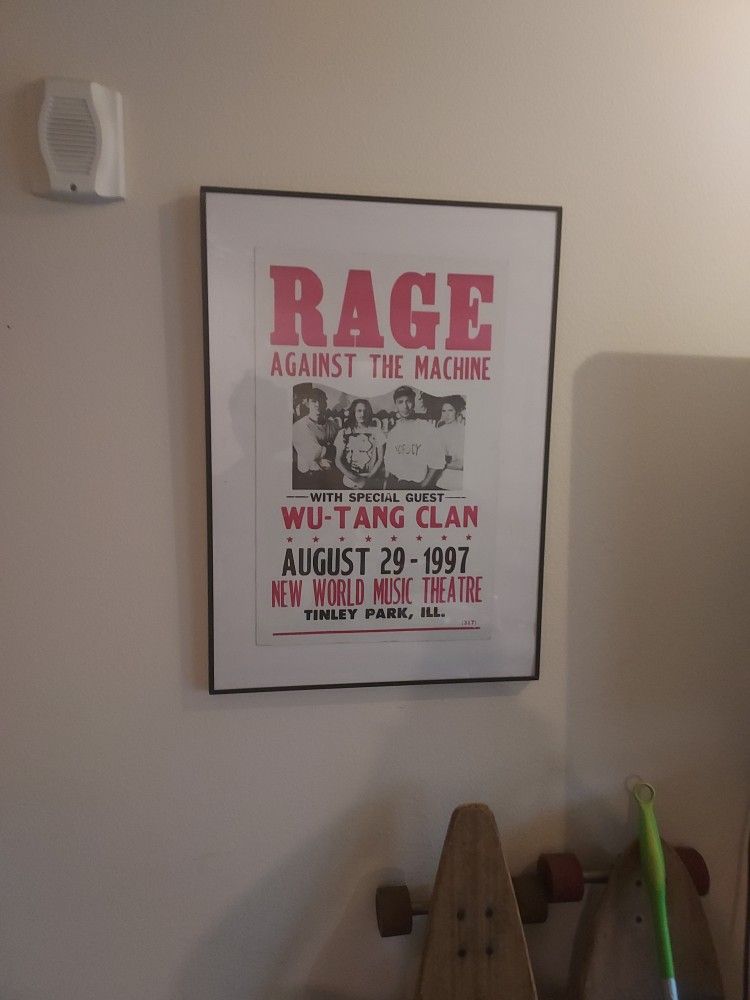 RAGE
AGAINST THE MACHINE
WITH SPECIAL GUEST
WU-TANG CLAN
AUGUST 29-1997
NEW WORLD MUSIC THEATRE
TINLEY PARK, ILL.